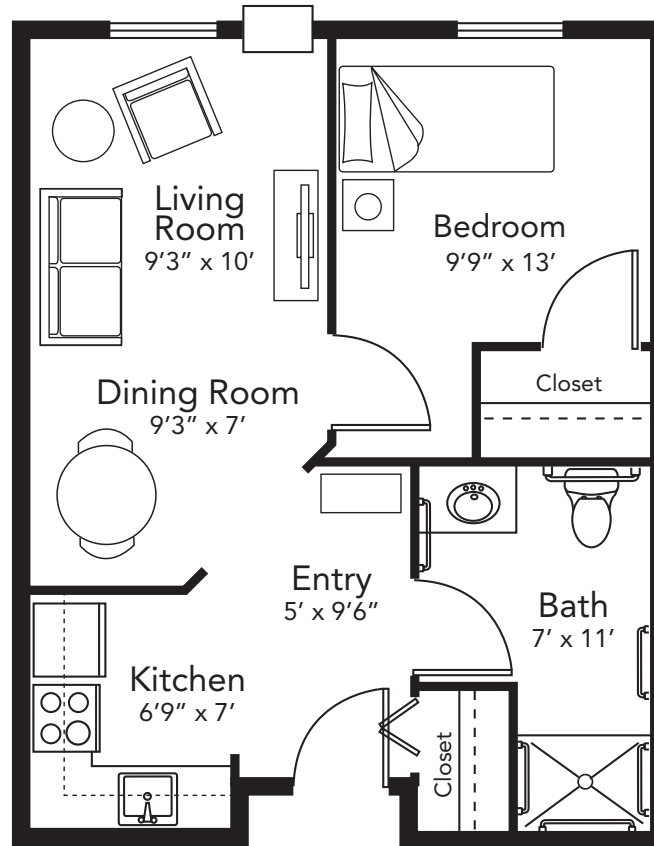 Living
Room
9’3” x 10’
Bedroom
9’9” x 13’
Closet
Dining Room
9’3” x 7’
Entry
5’ x 9’6”
Bath
7’ x 11’
Kitchen
6’9” x 7’
Closet